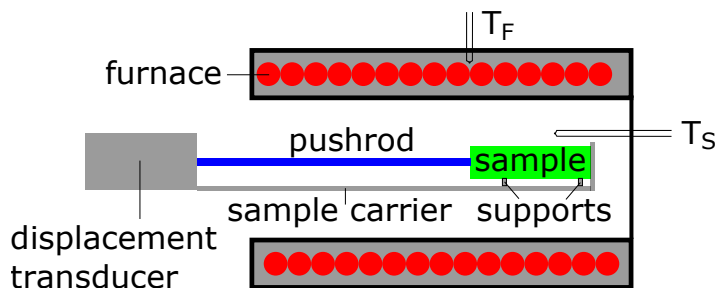 T_F
furnace
T_S
pushrod
sample
sample carrier
supports
displacement
transducer